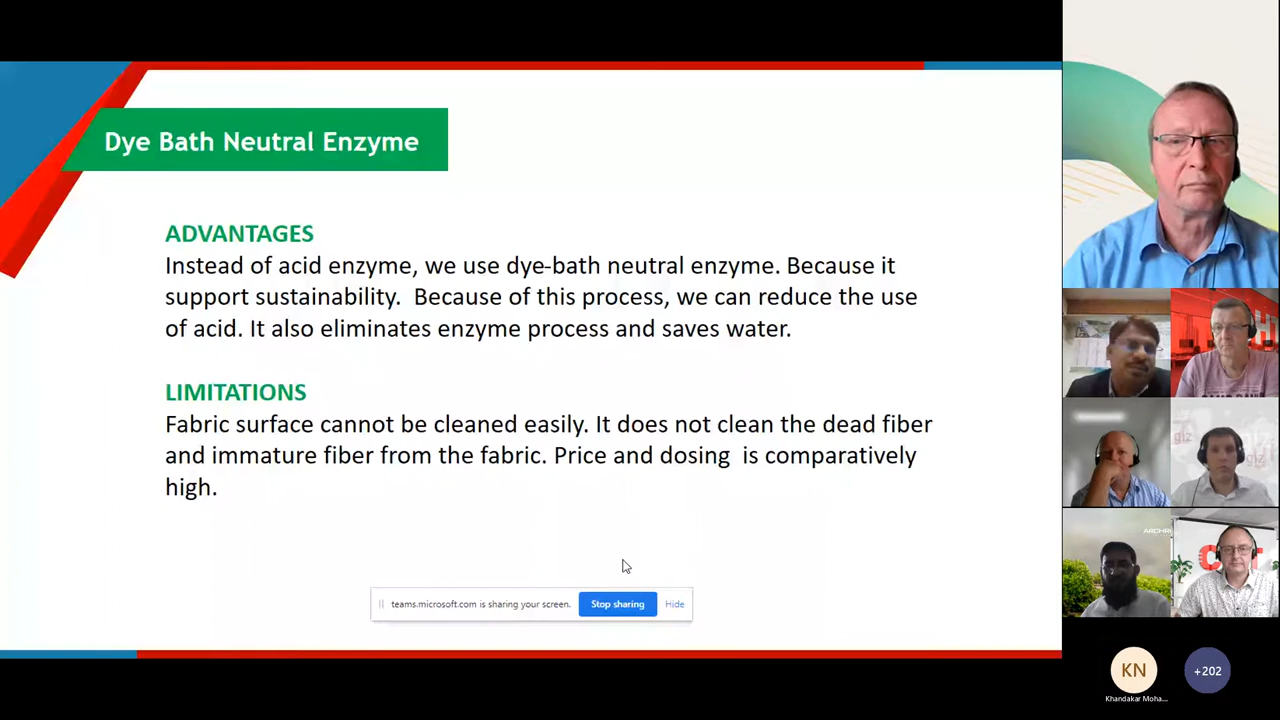 Dye Bath Neutral Enzyme
ADVANTAGES
Instead of acid enzyme, we use dye-bath neutral enzyme. Because it
support sustainability.  Because of this process, we can reduce the use
of acid. It also eliminates enzyme process and saves water.
LIMITATIONS
Fabric surface cannot be cleaned easily. It does not clean the dead fiber
and immature fiber from the fabric. Price and dosing  is comparatively
high.
teams.microsoft.com is sharing your screen.
Stop sharing
Hide
giz
giz
KN
Khandakar Moha...
+202